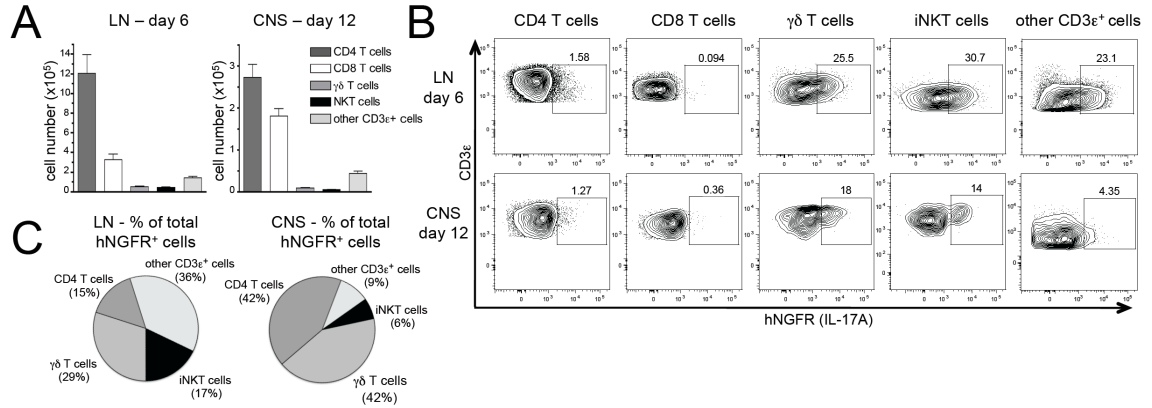 A
LN – day 6
CNS – day 12
cell number (x10⁵)
14
12
10
8
6
4
2
0
cell number (x10⁵)
3
2
1
0
CD4 T cells
CD8 T cells
γδ T cells
NKT cells
other CD3ε+ cells
B
CD4 T cells
CD8 T cells
γδ T cells
iNKT cells
other CD3ε⁺ cells
LN
day 6
1.58
0.094
25.5
30.7
23.1
CD3ε
CNS
day 12
1.27
0.36
18
14
4.35
hNGFR (IL-17A)
C
LN - % of total
hNGFR⁺ cells
CD4 T cells
(15%)
other CD3ε⁺ cells
(36%)
γδ T cells
(29%)
iNKT cells
(17%)
CNS - % of total
hNGFR⁺ cells
CD4 T cells
(42%)
other CD3ε⁺ cells
(9%)
iNKT cells
(6%)
γδ T cells
(42%)